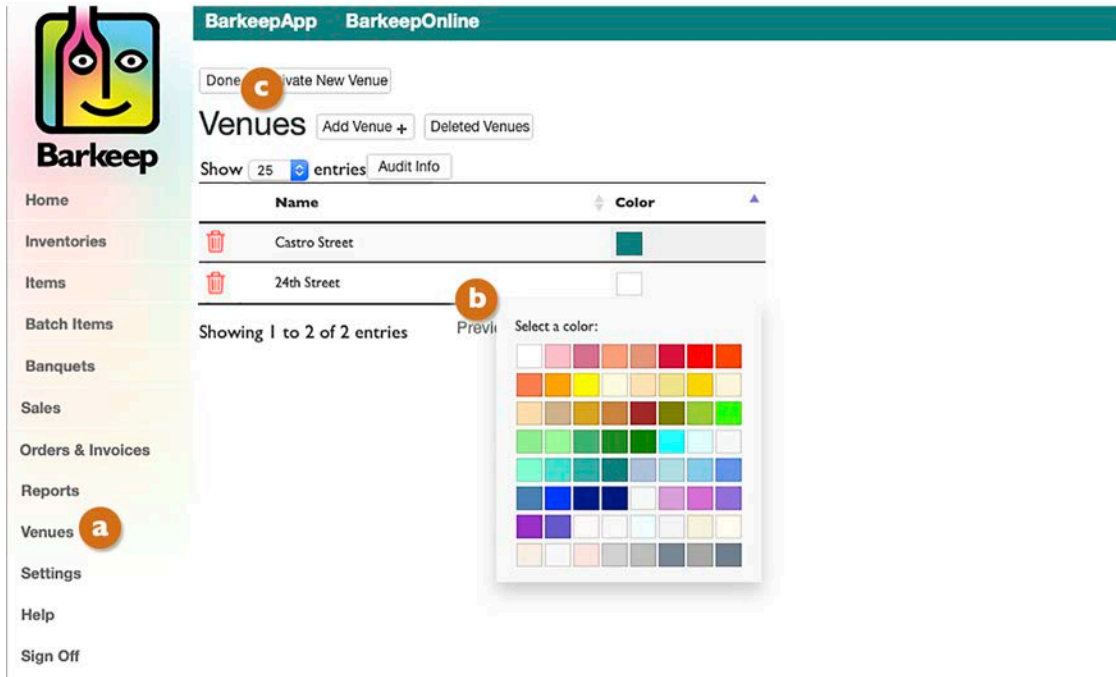 BarkeepApp BarkeepOnline
Barkeep
Home
Inventories
Items
Batch Items
Banquets
Sales
Orders & Invoices
Reports
Venues a
Settings
Help
Sign Off
Done c ivate New Venue
Venues Add Venue + Deleted Venues
Show 25 entries Audit Info
Name Color
Castro Street
24th Street
b
Showing 1 to 2 of 2 entries Previ
Select a color: